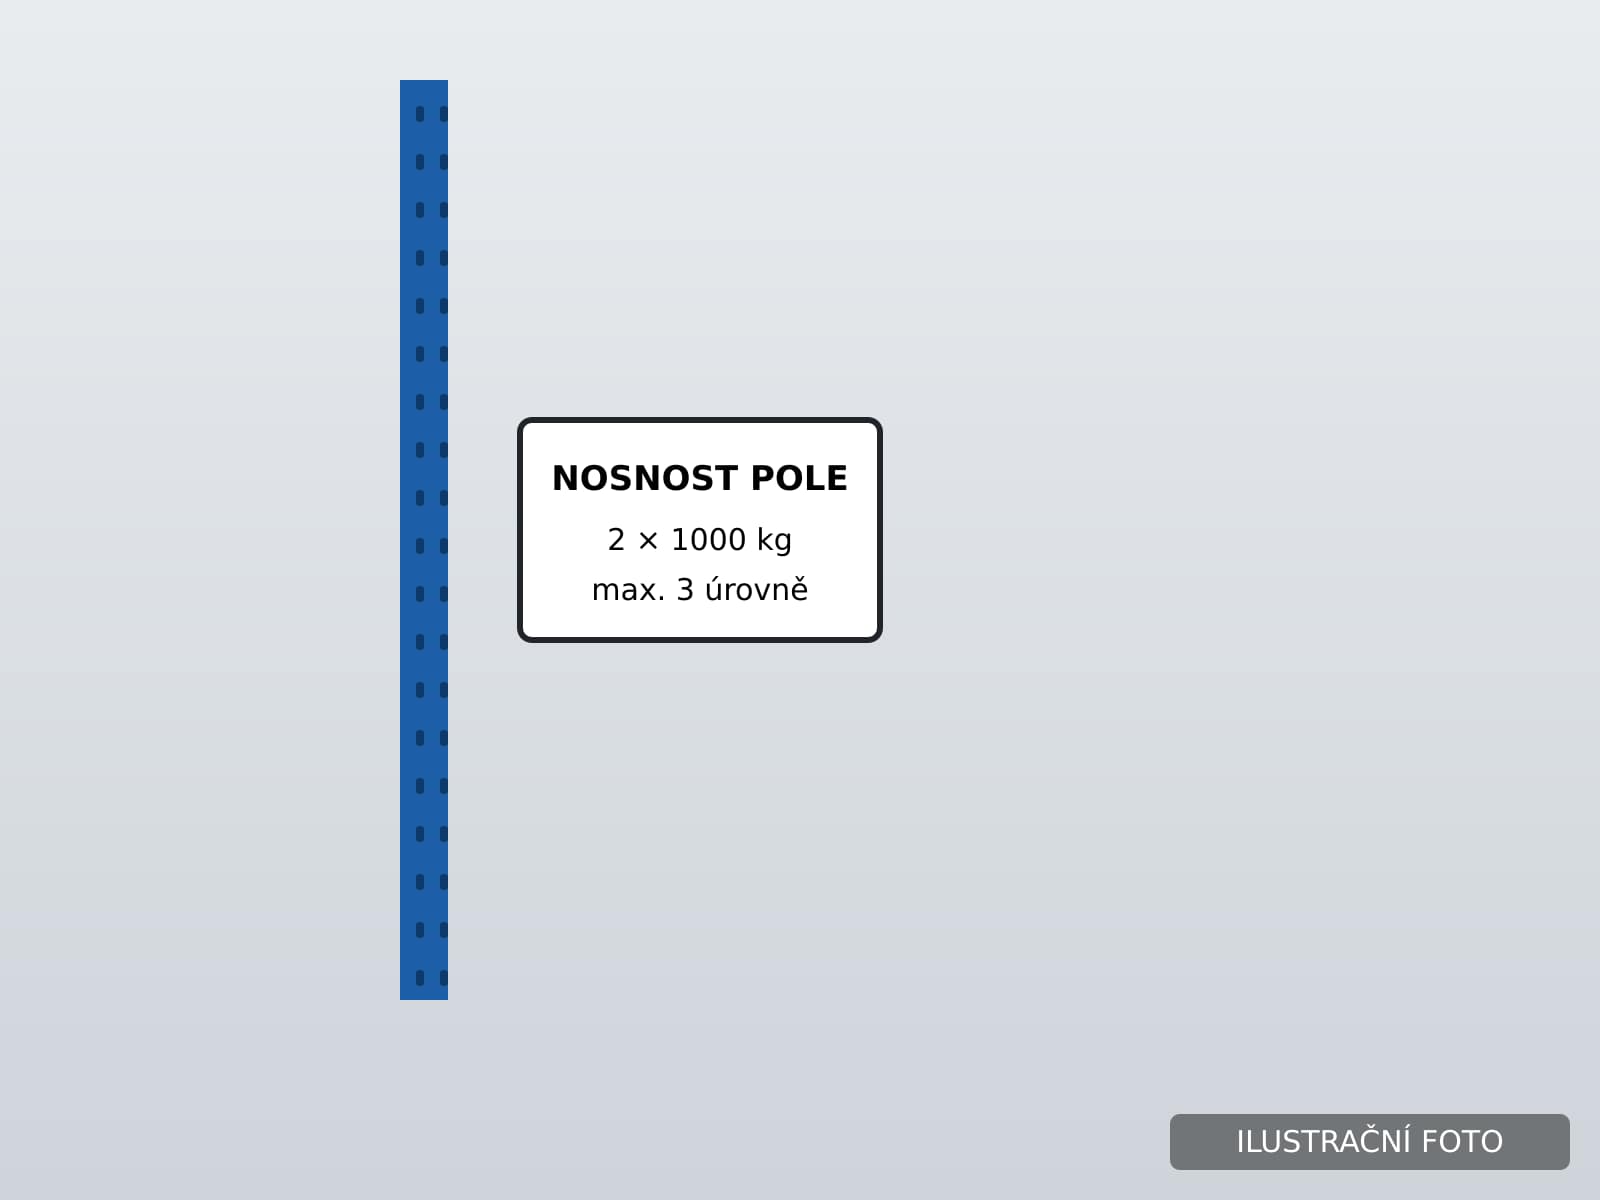 NOSNOST POLE
2 × 1000 kg
max. 3 úrovně
ILUSTRAČNÍ FOTO